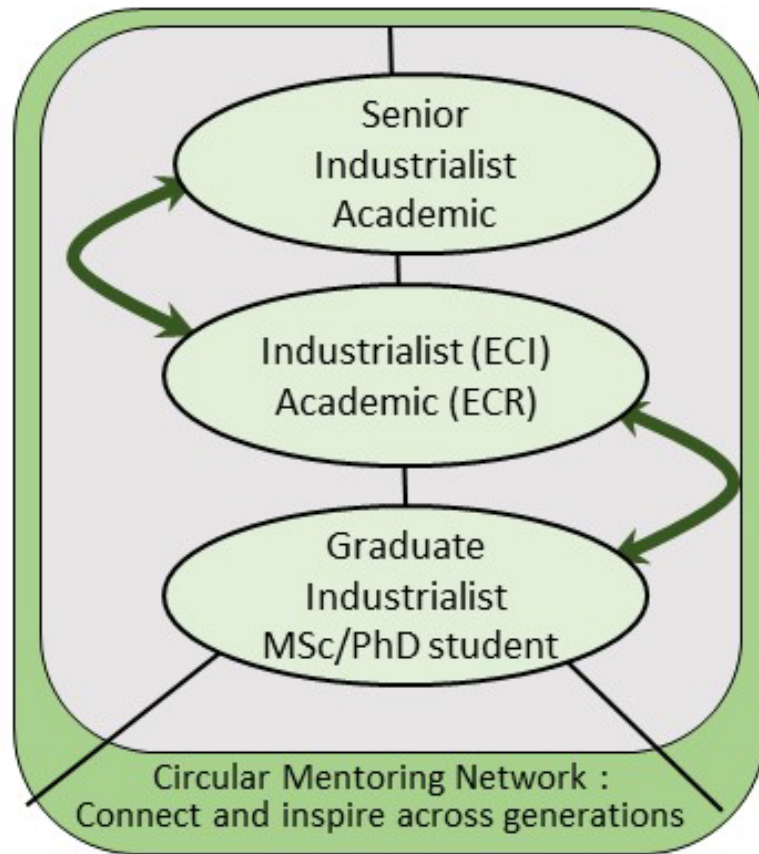 Senior
Industrialist
Academic
Industrialist (ECI)
Academic (ECR)
Graduate
Industrialist
MSc/PhD student
Circular Mentoring Network :
Connect and inspire across generations